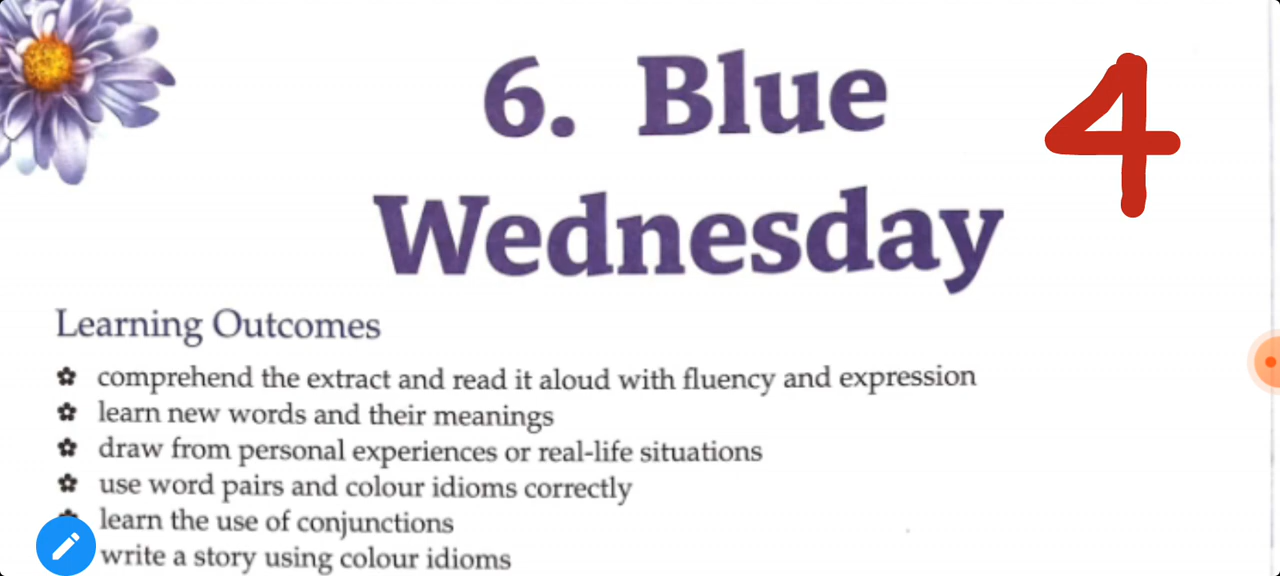 6. Blue
4
Wednesday
Learning Outcomes
comprehend the extract and read it aloud with fluency and expression
learn new words and their meanings
draw from personal experiences or real-life situations
use word pairs and colour idioms correctly
learn the use of conjunctions
write a story using colour idioms